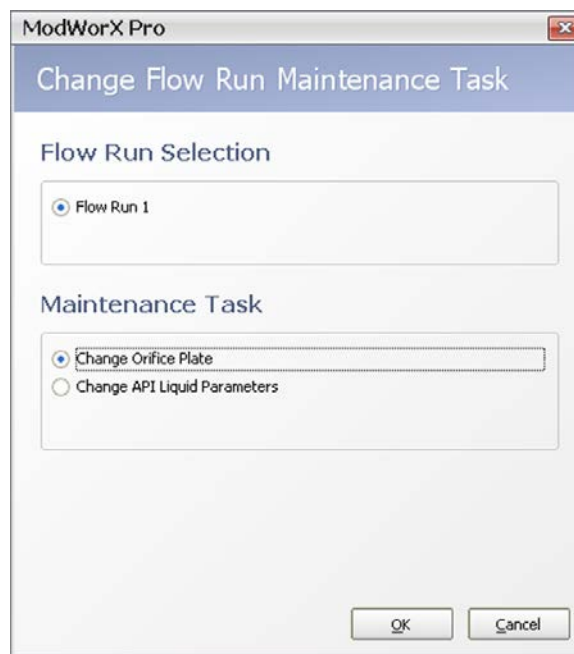 ModWorX Pro
Change Flow Run Maintenance Task
Flow Run Selection
Flow Run 1
Maintenance Task
Change Orifice Plate
Change API Liquid Parameters
OK
Cancel